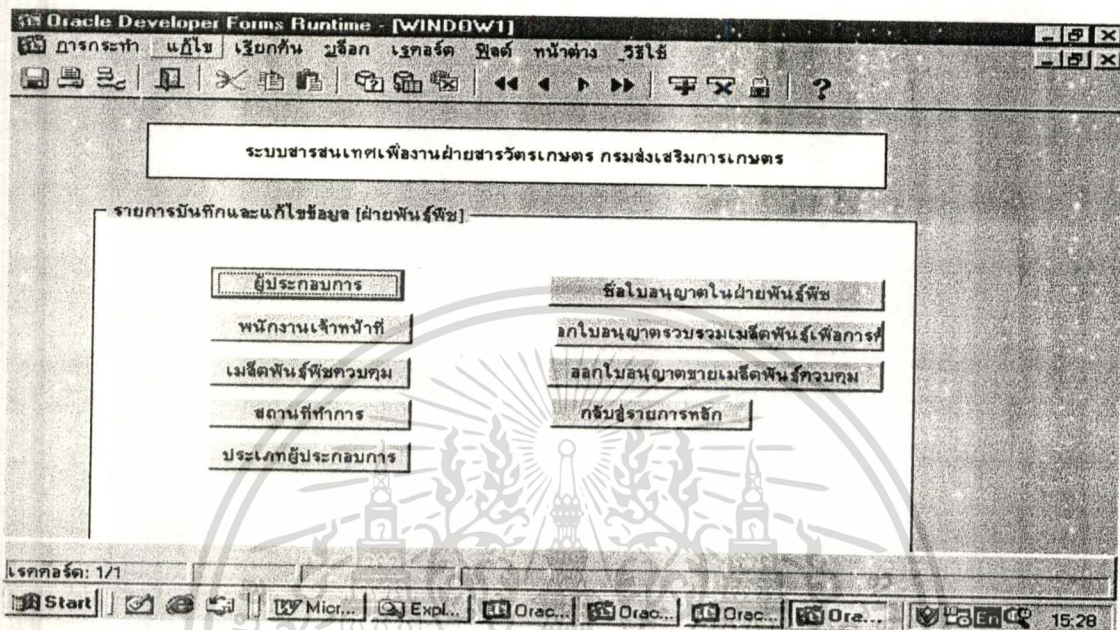 Oracle Developer Forms Runtime - [WINDOW1]
การกระทำ แก้ไข เรียกค้น บล็อก เรคอร์ด ฟิลด์ หน้าต่าง วิธีใช้
ระบบสารสนเทศเพื่องานฝ่ายสารวัตรเกษตร กรมส่งเสริมการเกษตร
รายการบันทึกและแก้ไขข้อมูล [ฝ่ายพันธุ์พืช]
ผู้ประกอบการ
ชื่อใบอนุญาตในฝ่ายพันธุ์พืช
พนักงานเจ้าหน้าที่
อกใบอนุญาตรวบรวมเมล็ดพันธุ์เพื่อการค้
เมล็ดพันธุ์พืชควบคุม
ออกใบอนุญาตขายเมล็ดพันธุ์ควบคุม
สถานที่ทำการ
กลับสู่รายการหลัก
ประเภทผู้ประกอบการ
เรคคอร์ด: 1/1
Start Micr... Expl... Orac... Orac... Orac... Ora... En 15:28